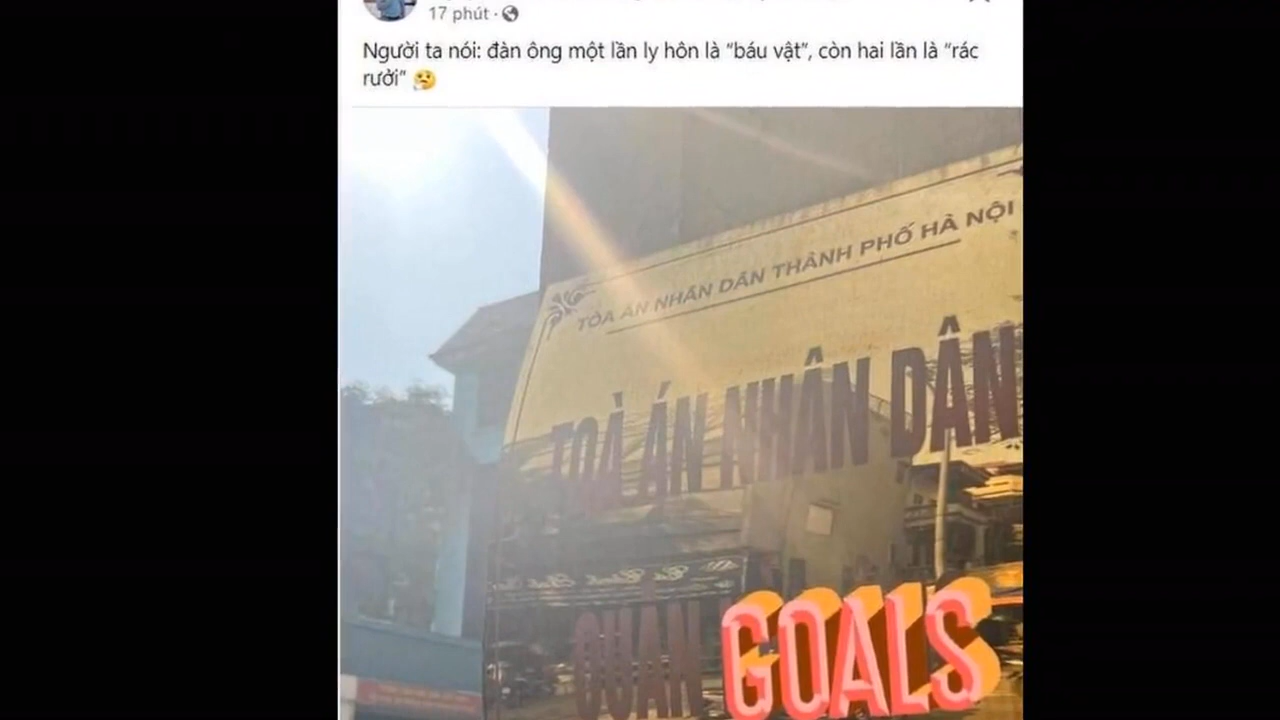 17 phút
Người ta nói: đàn ông một lần ly hôn là “báu vật”, còn hai lần là “rác
rưởi”
TÒA ÁN NHÂN DÂN THÀNH PHỐ HÀ NỘI
TOÀ ÁN NHÂN DÂN
QUẬN
GOALS